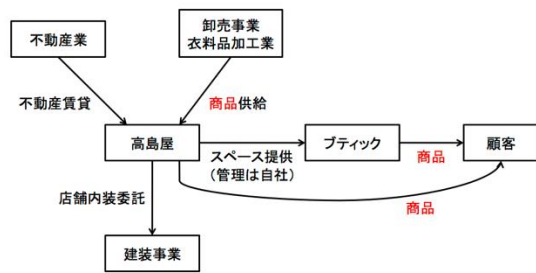 不動産業
卸売事業
衣料品加工業
不動産賃貸
商品供給
高島屋
スペース提供
(管理は自社)
ブティック
商品
顧客
店舗内装委託
商品
建装事業